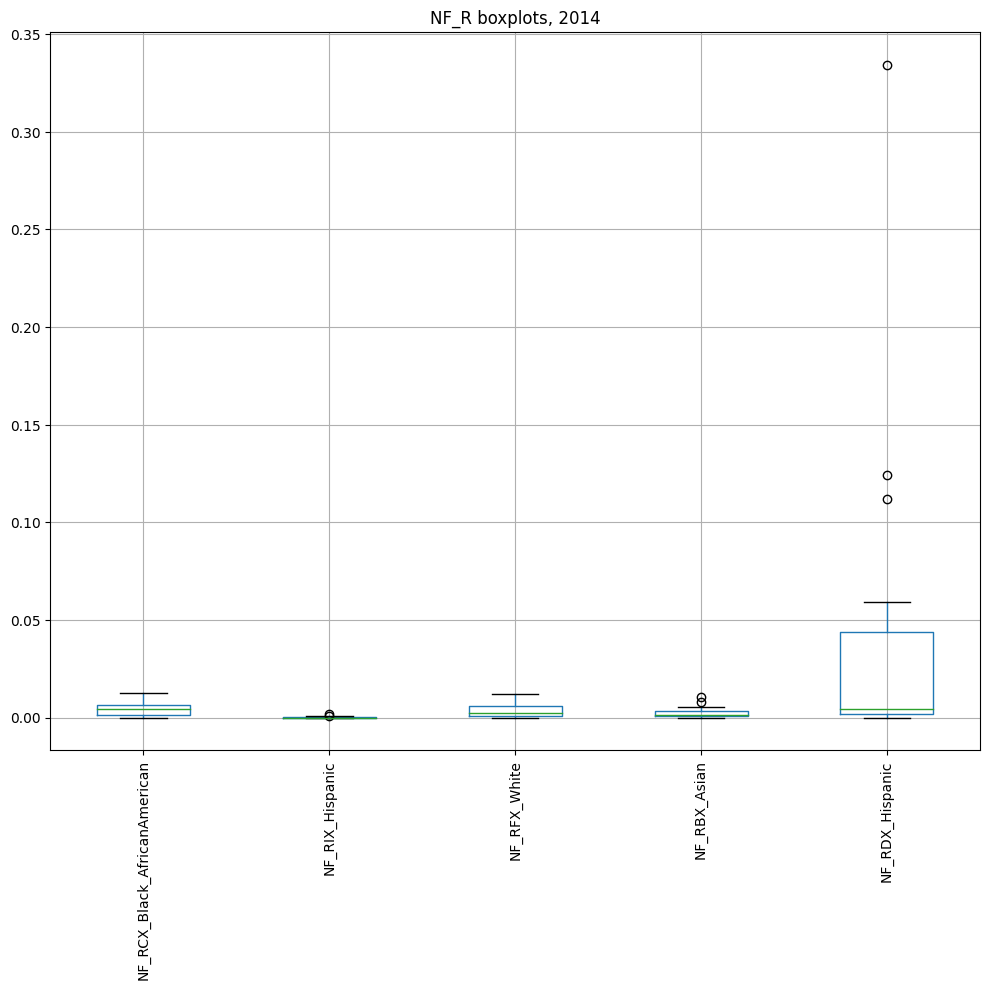 NF_R boxplots, 2014
0.35
0.30
0.25
0.20
0.15
0.10
0.05
0.00
NF_RCX_Black_AfricanAmerican
NF_RIX_Hispanic
NF_RFX_White
NF_RBX_Asian
NF_RDX_Hispanic